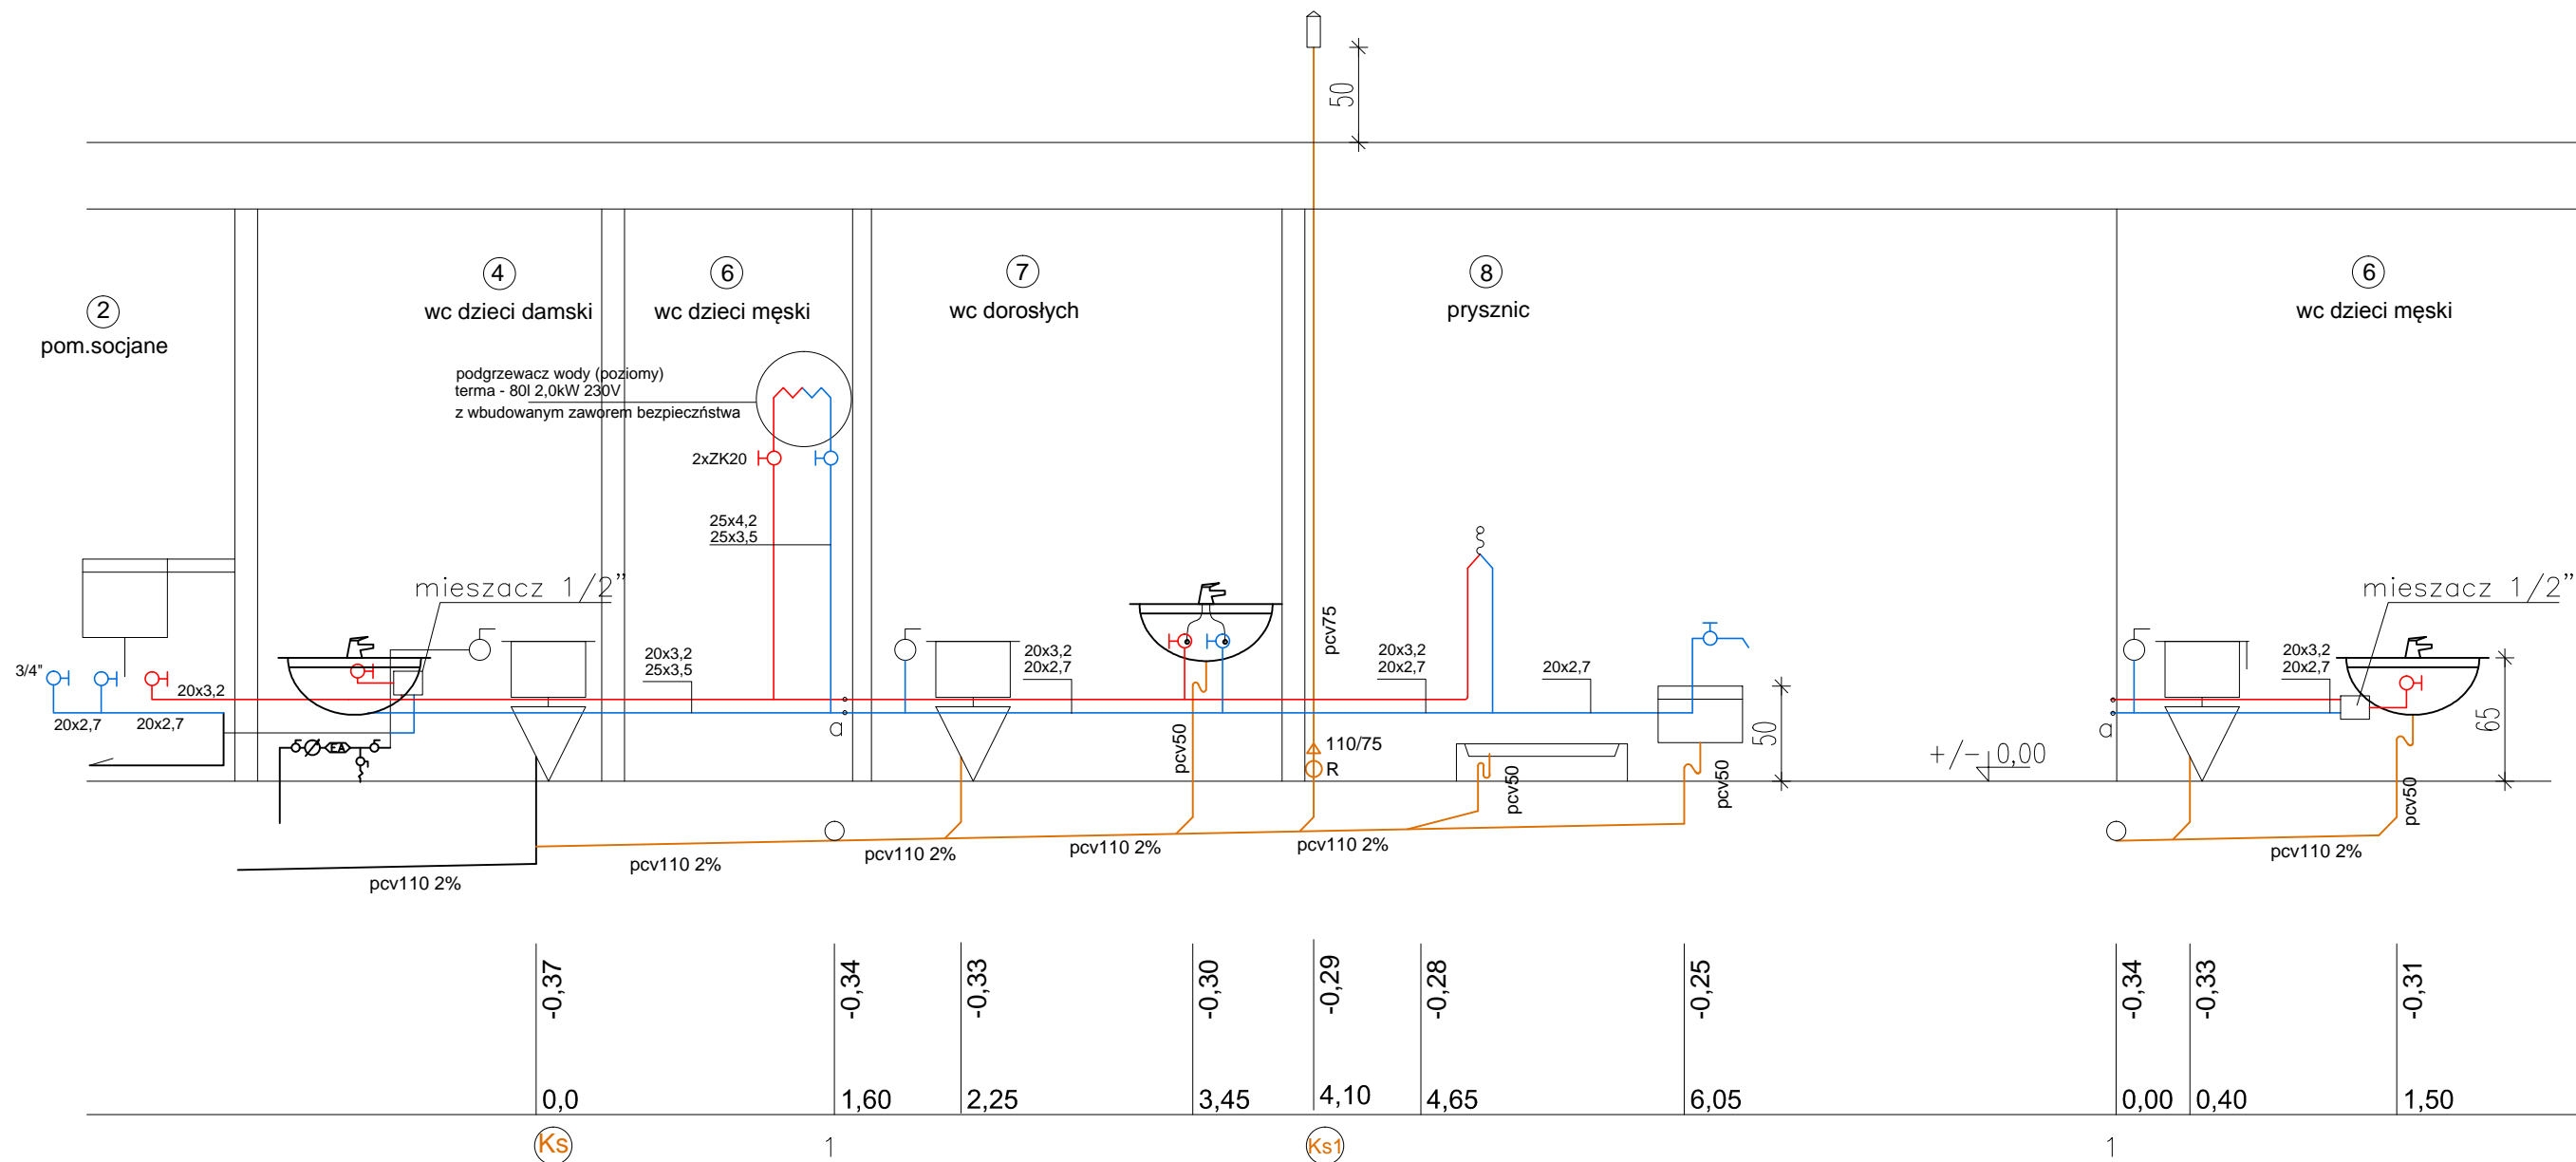 50
4
6
7
8
6
2
wc dzieci damski
wc dzieci męski
wc dorosłych
prysznic
wc dzieci męski
pom.socjane
podgrzewacz wody (poziomy)
terma - 80l 2,0kW 230V
z wbudowanym zaworem bezpieczństwa
2xZK20
25x4,2
25x3,5
mieszacz 1/2”
mieszacz 1/2”
3/4"
20x3,2
20x2,7
20x2,7
20x3,2
25x3,5
20x3,2
20x2,7
pcv75
20x3,2
20x2,7
20x2,7
20x3,2
20x2,7
a
a
EA
pcv50
110/75
R
pcv50
pcv50
50
+/- 0,00
65
pcv50
pcv110 2%
pcv110 2%
pcv110 2%
pcv110 2%
pcv110 2%
pcv110 2%
-0,37
-0,34
-0,33
-0,30
-0,29
-0,28
-0,25
-0,34
-0,33
-0,31
0,0
1,60
2,25
3,45
4,10
4,65
6,05
0,00
0,40
1,50
Ks
1
Ks1
1